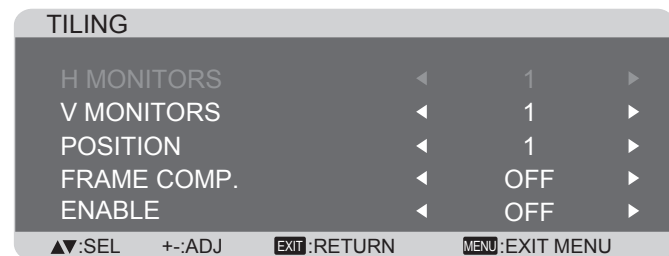 TILING
H MONITORS ◀ 1 ▶
V MONITORS ◀ 1 ▶
POSITION ◀ 1 ▶
FRAME COMP. ◀ OFF ▶
ENABLE ◀ OFF ▶
▲▼:SEL +-:ADJ EXIT:RETURN MENU:EXIT MENU